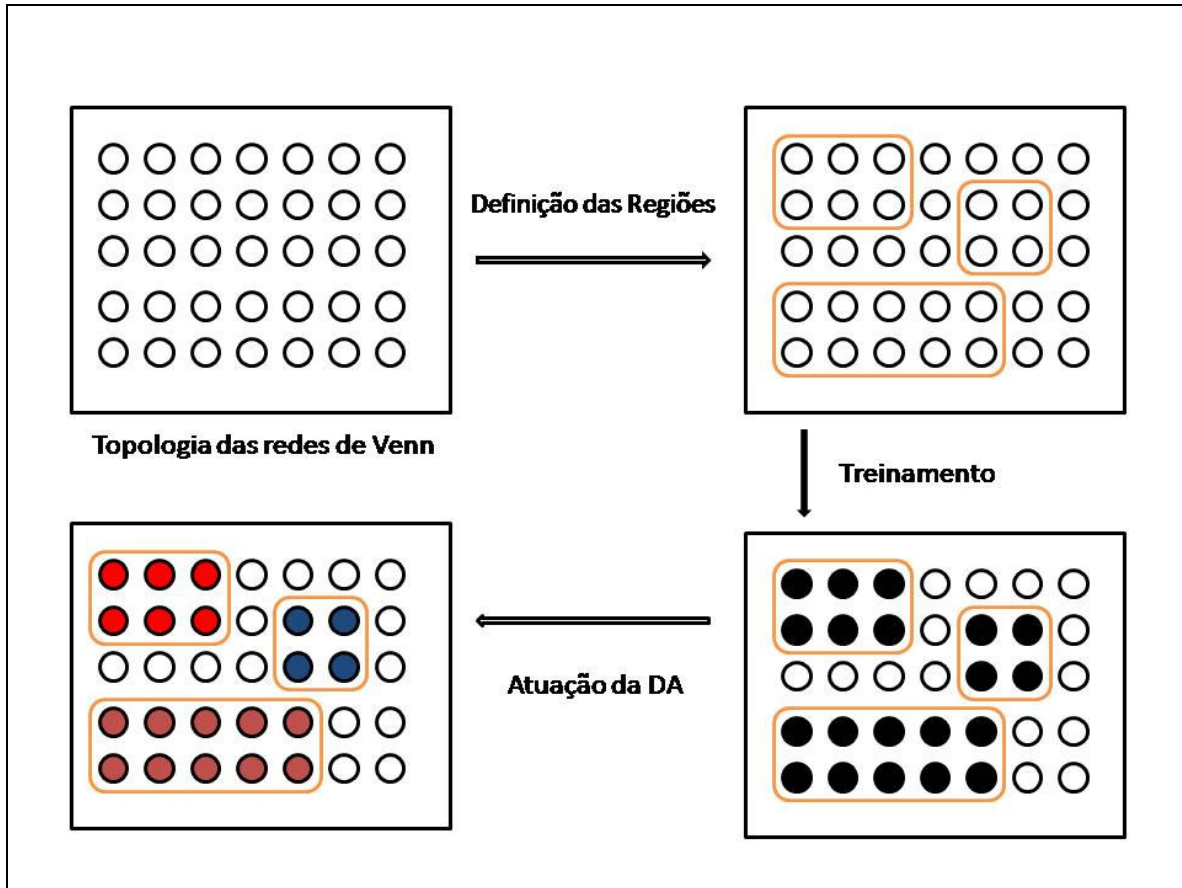 Definição das Regiões
Topologia das redes de Venn
Treinamento
Atuação da DA